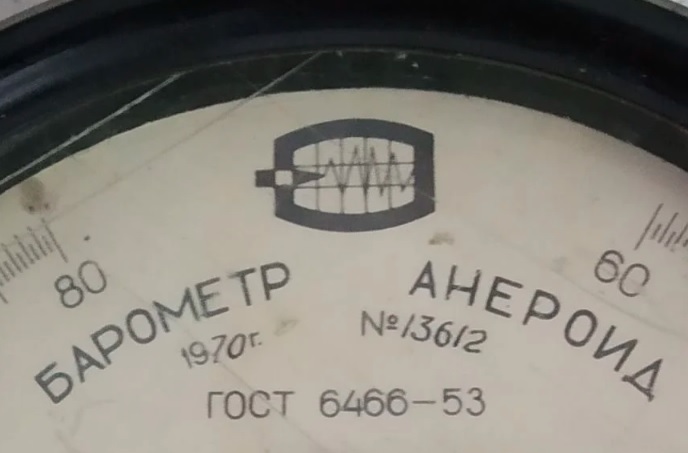 80
60
БАРОМЕТР АНЕРОИД
1970г. №13612
ГОСТ 6466-53